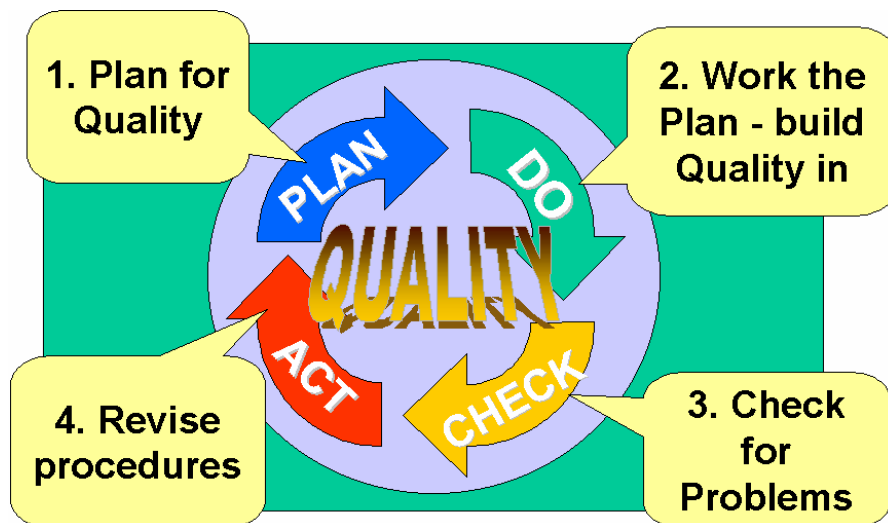 1. Plan for
Quality
2. Work the
Plan - build
Quality in
PLAN
DO
QUALITY
ACT
CHECK
4. Revise
procedures
3. Check
for
Problems